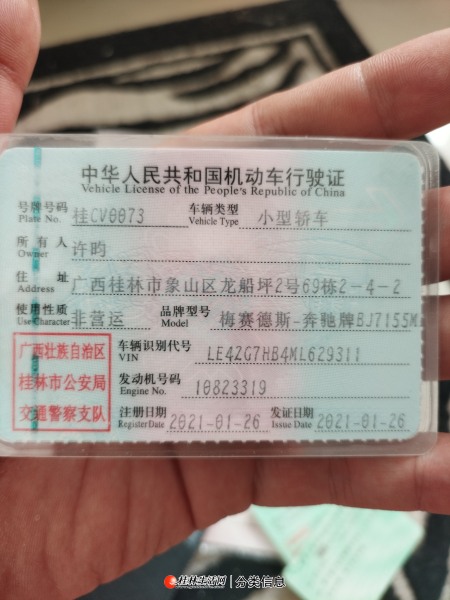 中华人民共和国机动车行驶证
Vehicle License of the People's Republic of China
号牌号码 桂CV0073 车辆类型 小型轿车
Plate No. Vehicle Type
所有人 许昀
Owner
住址 广西桂林市象山区龙船坪2号69栋2-4-2
Address
使用性质 非营运 品牌型号 梅赛德斯-奔驰牌BJ7155M
Use Character Model
广西壮族自治区
桂林市公安局
交通警察支队
车辆识别代号 LE4ZG7HB4ML629311
VIN
发动机号码 10823319
Engine No.
注册日期 2021-01-26 发证日期 2021-01-26
Register Date Issue Date
桂林生活网 | 分类信息